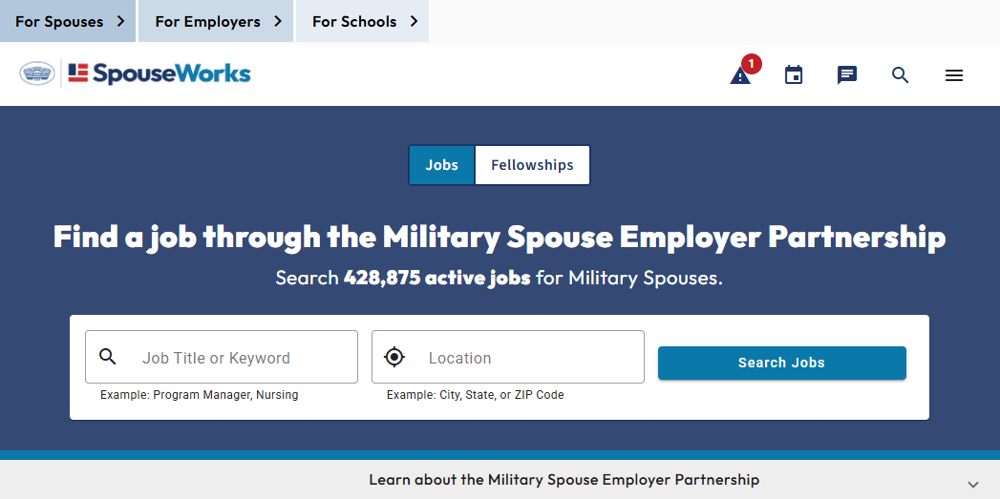 For Spouses
For Employers
For Schools
SpouseWorks
1
Jobs
Fellowships
Find a job through the Military Spouse Employer Partnership
Search 428,875 active jobs for Military Spouses.
Job Title or Keyword
Location
Search Jobs
Example: Program Manager, Nursing
Example: City, State, or ZIP Code
Learn about the Military Spouse Employer Partnership